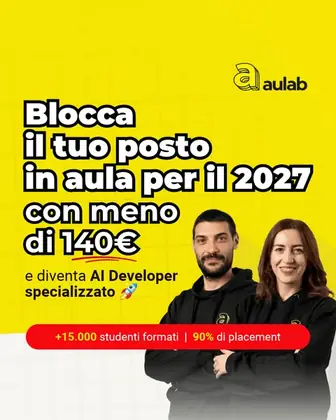 aulab
Blocca
il tuo posto
in aula per il 2027
con meno
di 140€
e diventa AI Developer
specializzato 🚀
+15.000 studenti formati | 90% di placement